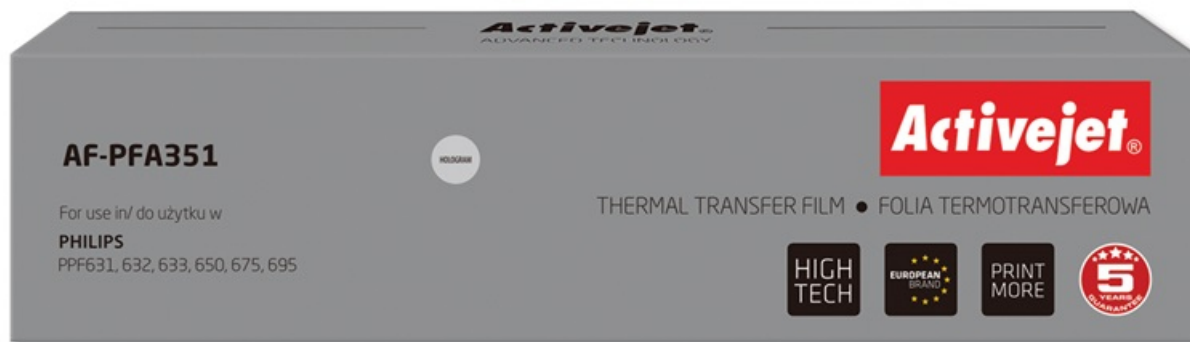 Activejet®
ADVANCED TECHNOLOGY
Activejet®
AF-PFA351
HOLOGRAM
For use in/ do użytku w
PHILIPS
PPF631, 632, 633, 650, 675, 695
THERMAL TRANSFER FILM ● FOLIA TERMOTRANSFEROWA
HIGH
TECH
EUROPEAN
BRAND
PRINT
MORE
5
YEARS
GUARANTEE